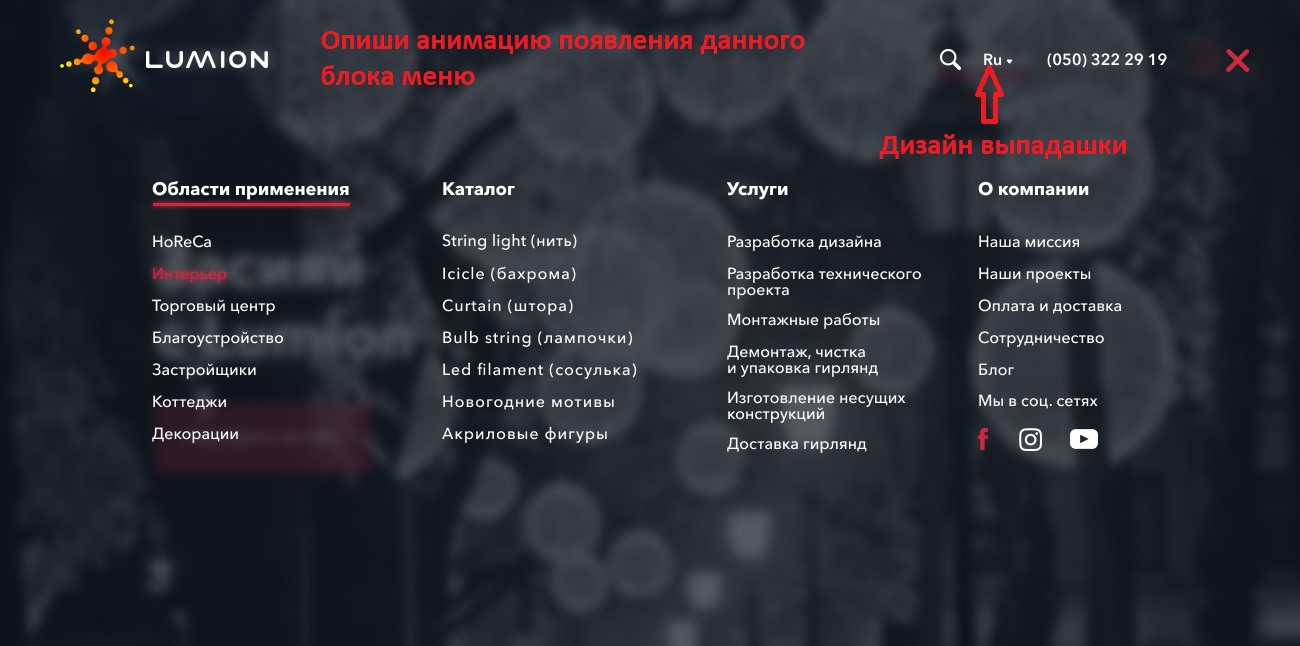 LUMION
Опиши анимацию появления данного
блока меню
Ru
(050) 322 29 19
Дизайн выпадашки
Области применения
HoReCa
Интерьер
Торговый центр
Благоустройство
Застройщики
Коттеджи
Декорации
Каталог
String light (нить)
Icicle (бахрома)
Curtain (штора)
Bulb string (лампочки)
Led filament (сосулька)
Новогодние мотивы
Акриловые фигуры
Услуги
Разработка дизайна
Разработка технического
проекта
Монтажные работы
Демонтаж, чистка
и упаковка гирлянд
Изготовление несущих
конструкций
Доставка гирлянд
О компании
Наша миссия
Наши проекты
Оплата и доставка
Сотрудничество
Блог
Мы в соц. сетях